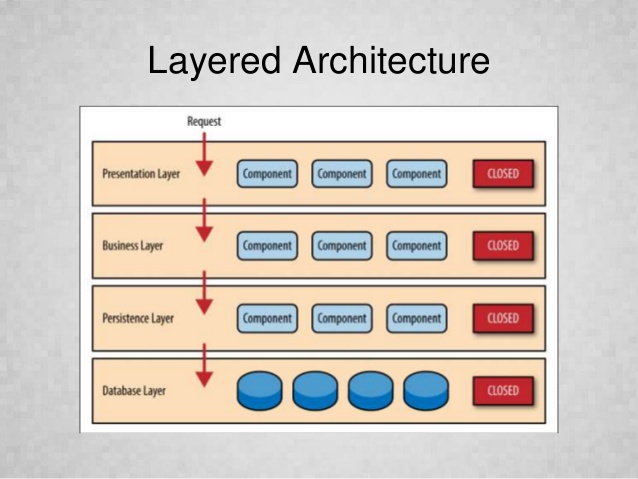 Layered Architecture
Request
Presentation Layer Component Component Component CLOSED
Business Layer Component Component Component CLOSED
Persistence Layer Component Component Component CLOSED
Database Layer CLOSED